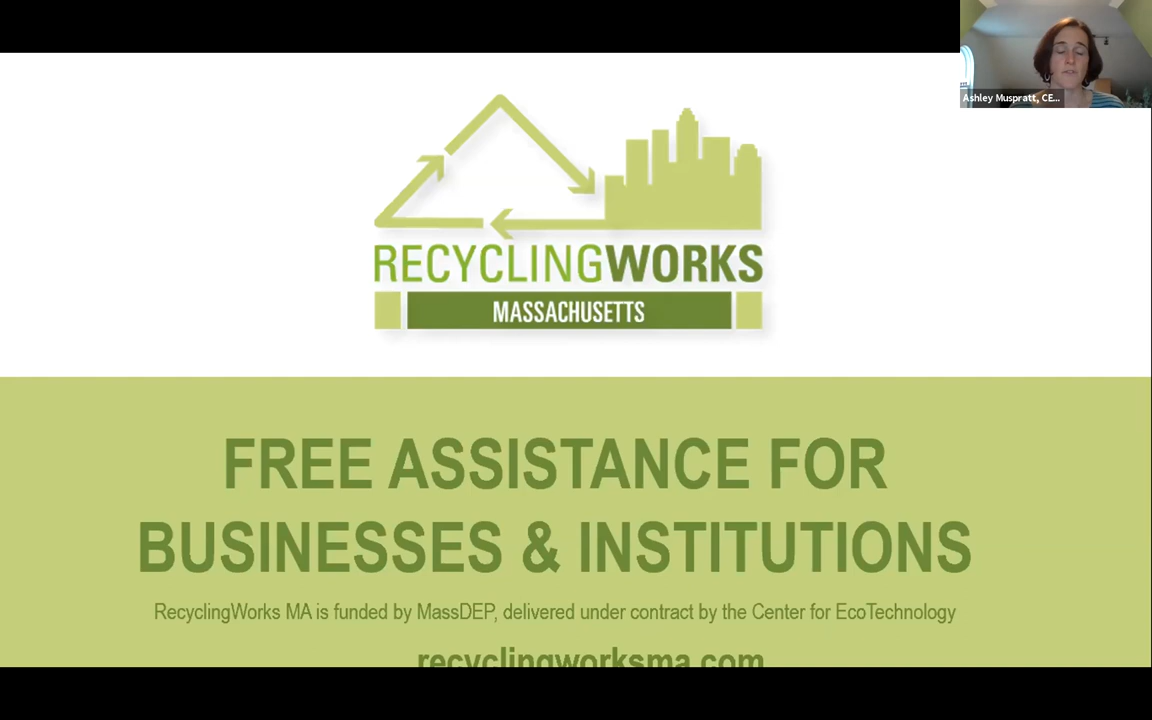 Ashley Muspratt, CE...
RECYCLINGWORKS
MASSACHUSETTS
FREE ASSISTANCE FOR
BUSINESSES & INSTITUTIONS
RecyclingWorks MA is funded by MassDEP, delivered under contract by the Center for EcoTechnology
recyclingworksma.com